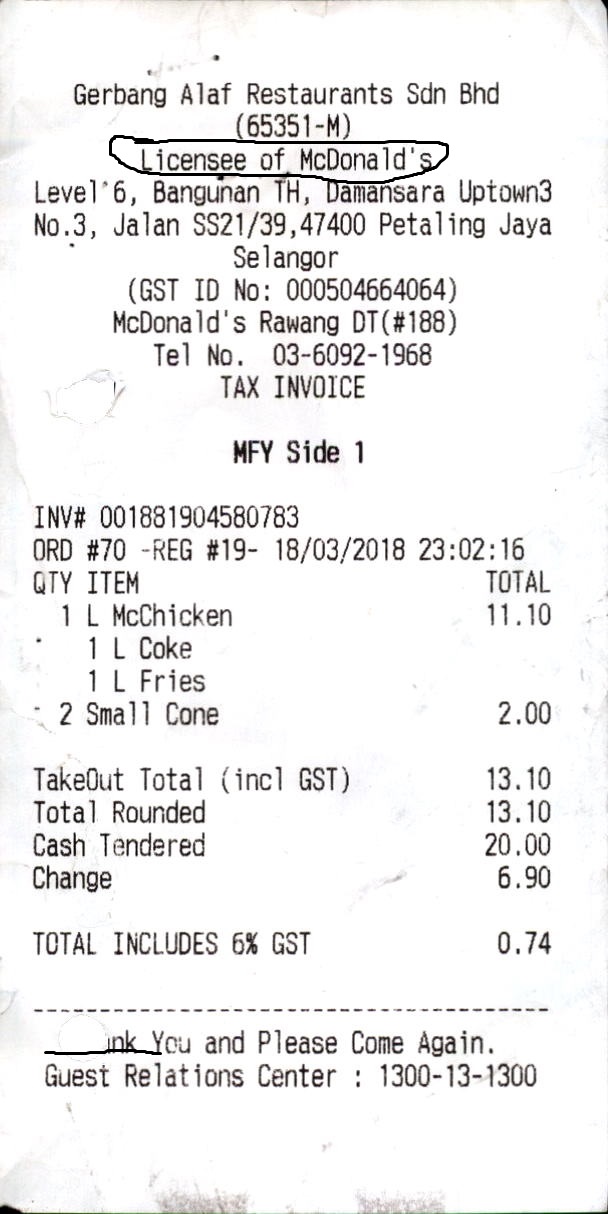 Gerbang Alaf Restaurants Sdn Bhd
(65351-M)
Licensee of McDonald's
Level 6, Bangunan TH, Damansara Uptown3
No.3, Jalan SS21/39,47400 Petaling Jaya
Selangor
(GST ID No: 000504664064)
McDonald's Rawang DT(#188)
Tel No. 03-6092-1968
TAX INVOICE
MFY Side 1
INV# 001881904580783
ORD #70 -REG #19- 18/03/2018 23:02:16
QTY ITEM TOTAL
1 L McChicken 11.10
1 L Coke
1 L Fries
2 Small Cone 2.00
TakeOut Total (incl GST) 13.10
Total Rounded 13.10
Cash Tendered 20.00
Change 6.90
TOTAL INCLUDES 6% GST 0.74
You and Please Come Again.
Guest Relations Center : 1300-13-1300